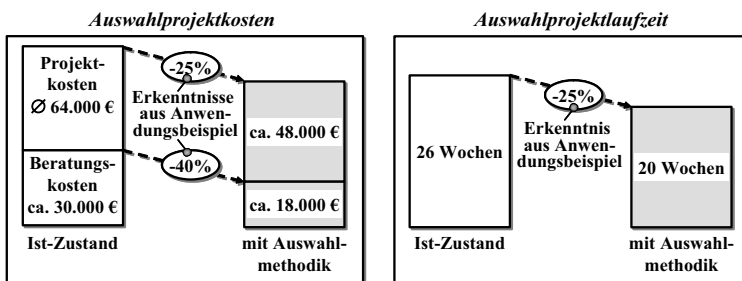 Auswahlprojektkosten
Projekt-
kosten
Ø 64.000 €
Beratungs-
kosten
ca. 30.000 €
Ist-Zustand
-25%
Erkenntnisse
aus Anwen-
dungsbeispiel
-40%
ca. 48.000 €
ca. 18.000 €
mit Auswahl-
methodik
Auswahlprojektlaufzeit
26 Wochen
Ist-Zustand
-25%
Erkenntnis
aus Anwen-
dungsbeispiel
20 Wochen
mit Auswahl-
methodik